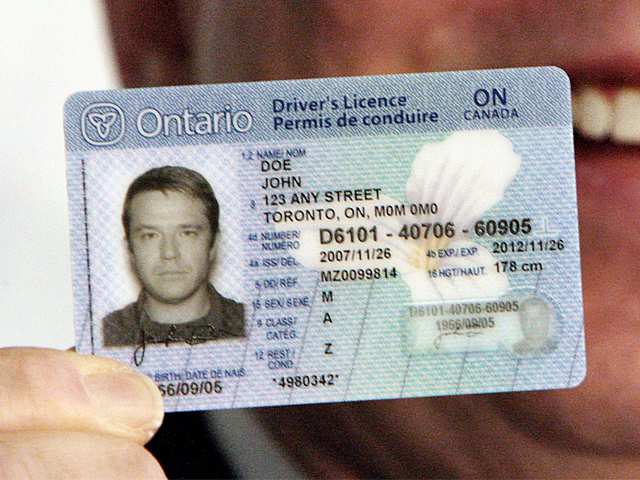 Ontario
Driver's Licence
Permis de conduire
ON
CANADA
1,2 NAME/ NOM
DOE
JOHN
8 123 ANY STREET
TORONTO, ON, M0M 0M0
4d NUMBER/ NUMÉRO D6101 - 40706 - 60905
4a ISS/ DÉL 2007/11/26 4b EXP./ EXP. 2012/11/26
5 DD/RÉF MZ0099814 16 HGT/HAUT. 178 cm
15 SEX/ SEXE M
9 CLASS/ CATÉG. A
12 REST./ COND. Z
D6101-40706-60905
1966/09/05
BIRTH/ DATE DE NAIS
66/09/05 *4980342*